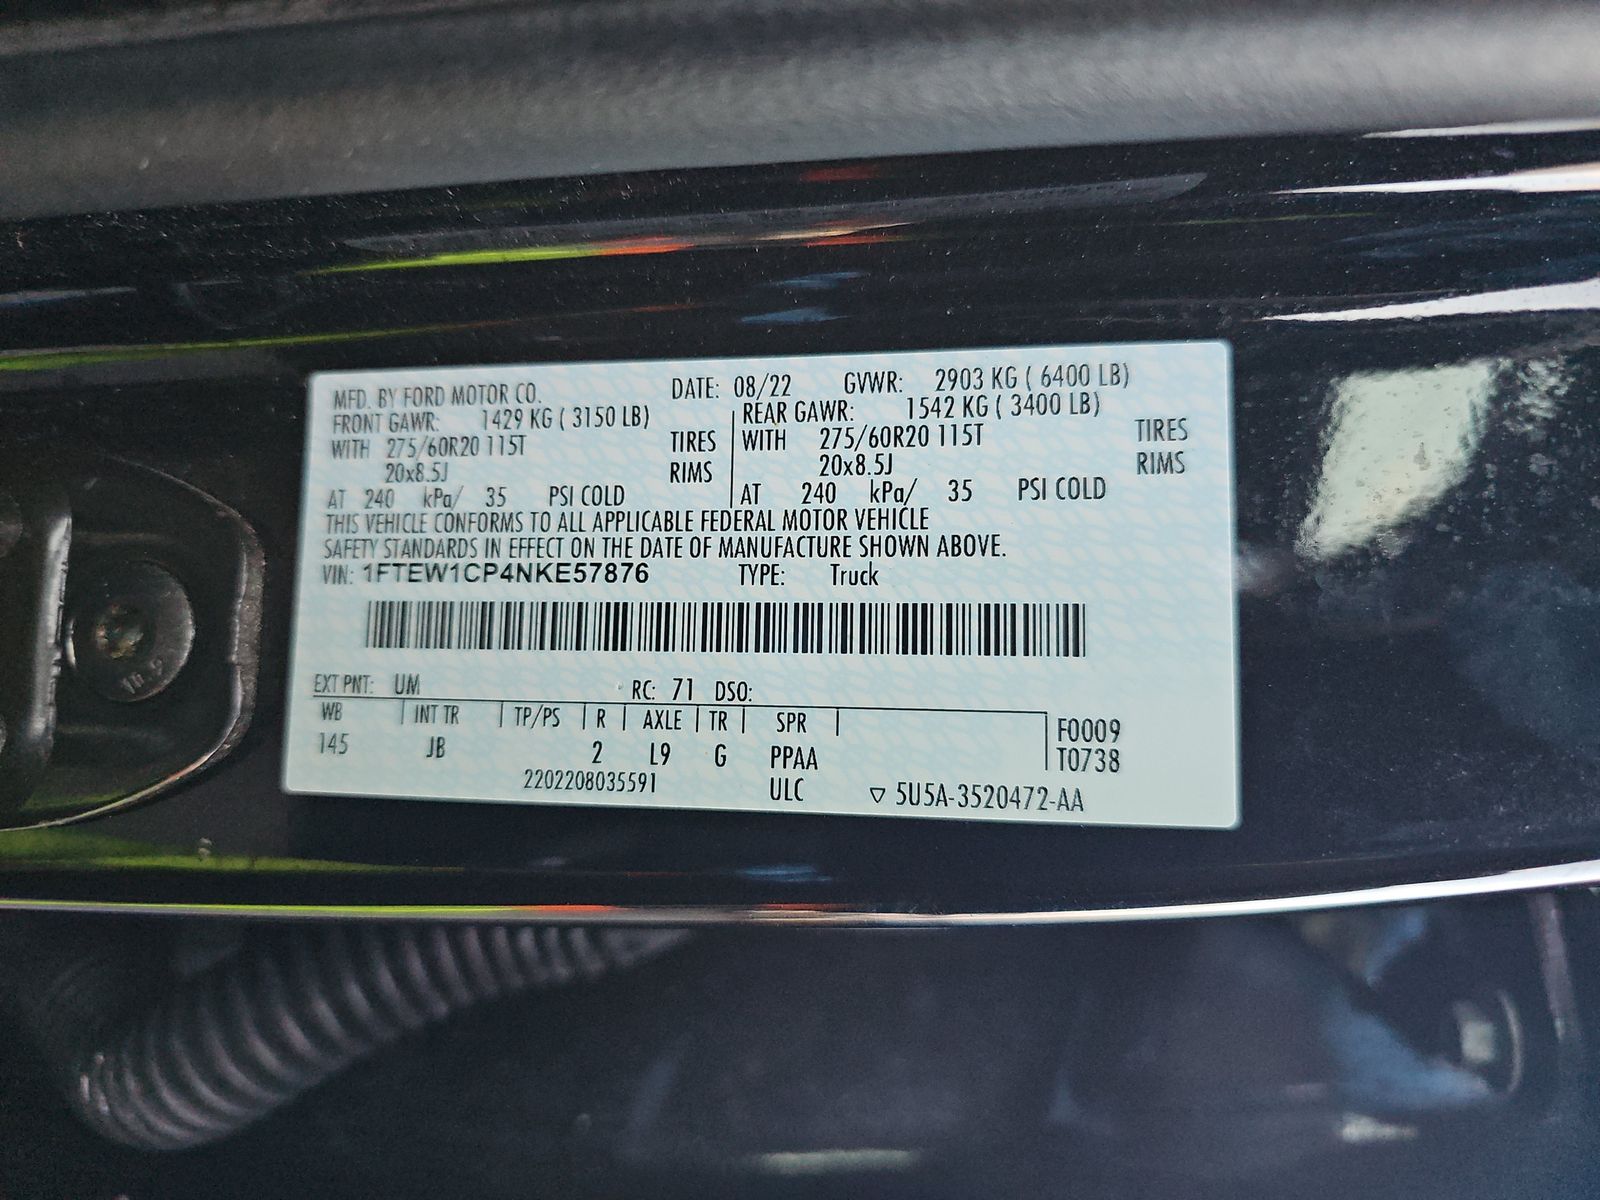 MFD. BY FORD MOTOR CO. DATE: 08/22 GVWR: 2903 KG ( 6400 LB)
FRONT GAWR: 1429 KG ( 3150 LB) REAR GAWR: 1542 KG ( 3400 LB)
WITH 275/60R20 115T TIRES WITH 275/60R20 115T TIRES
20x8.5J RIMS 20x8.5J RIMS
AT 240 kPa/ 35 PSI COLD AT 240 kPa/ 35 PSI COLD
THIS VEHICLE CONFORMS TO ALL APPLICABLE FEDERAL MOTOR VEHICLE
SAFETY STANDARDS IN EFFECT ON THE DATE OF MANUFACTURE SHOWN ABOVE.
VIN: 1FTEW1CP4NKE57876 TYPE: Truck
EXT PNT: UM RC: 71 DSO:
WB INT TR TP/PS R AXLE TR SPR F0009
145 JB 2 L9 G PPAA T0738
2202208035591 ULC ▽ 5U5A-3520472-AA